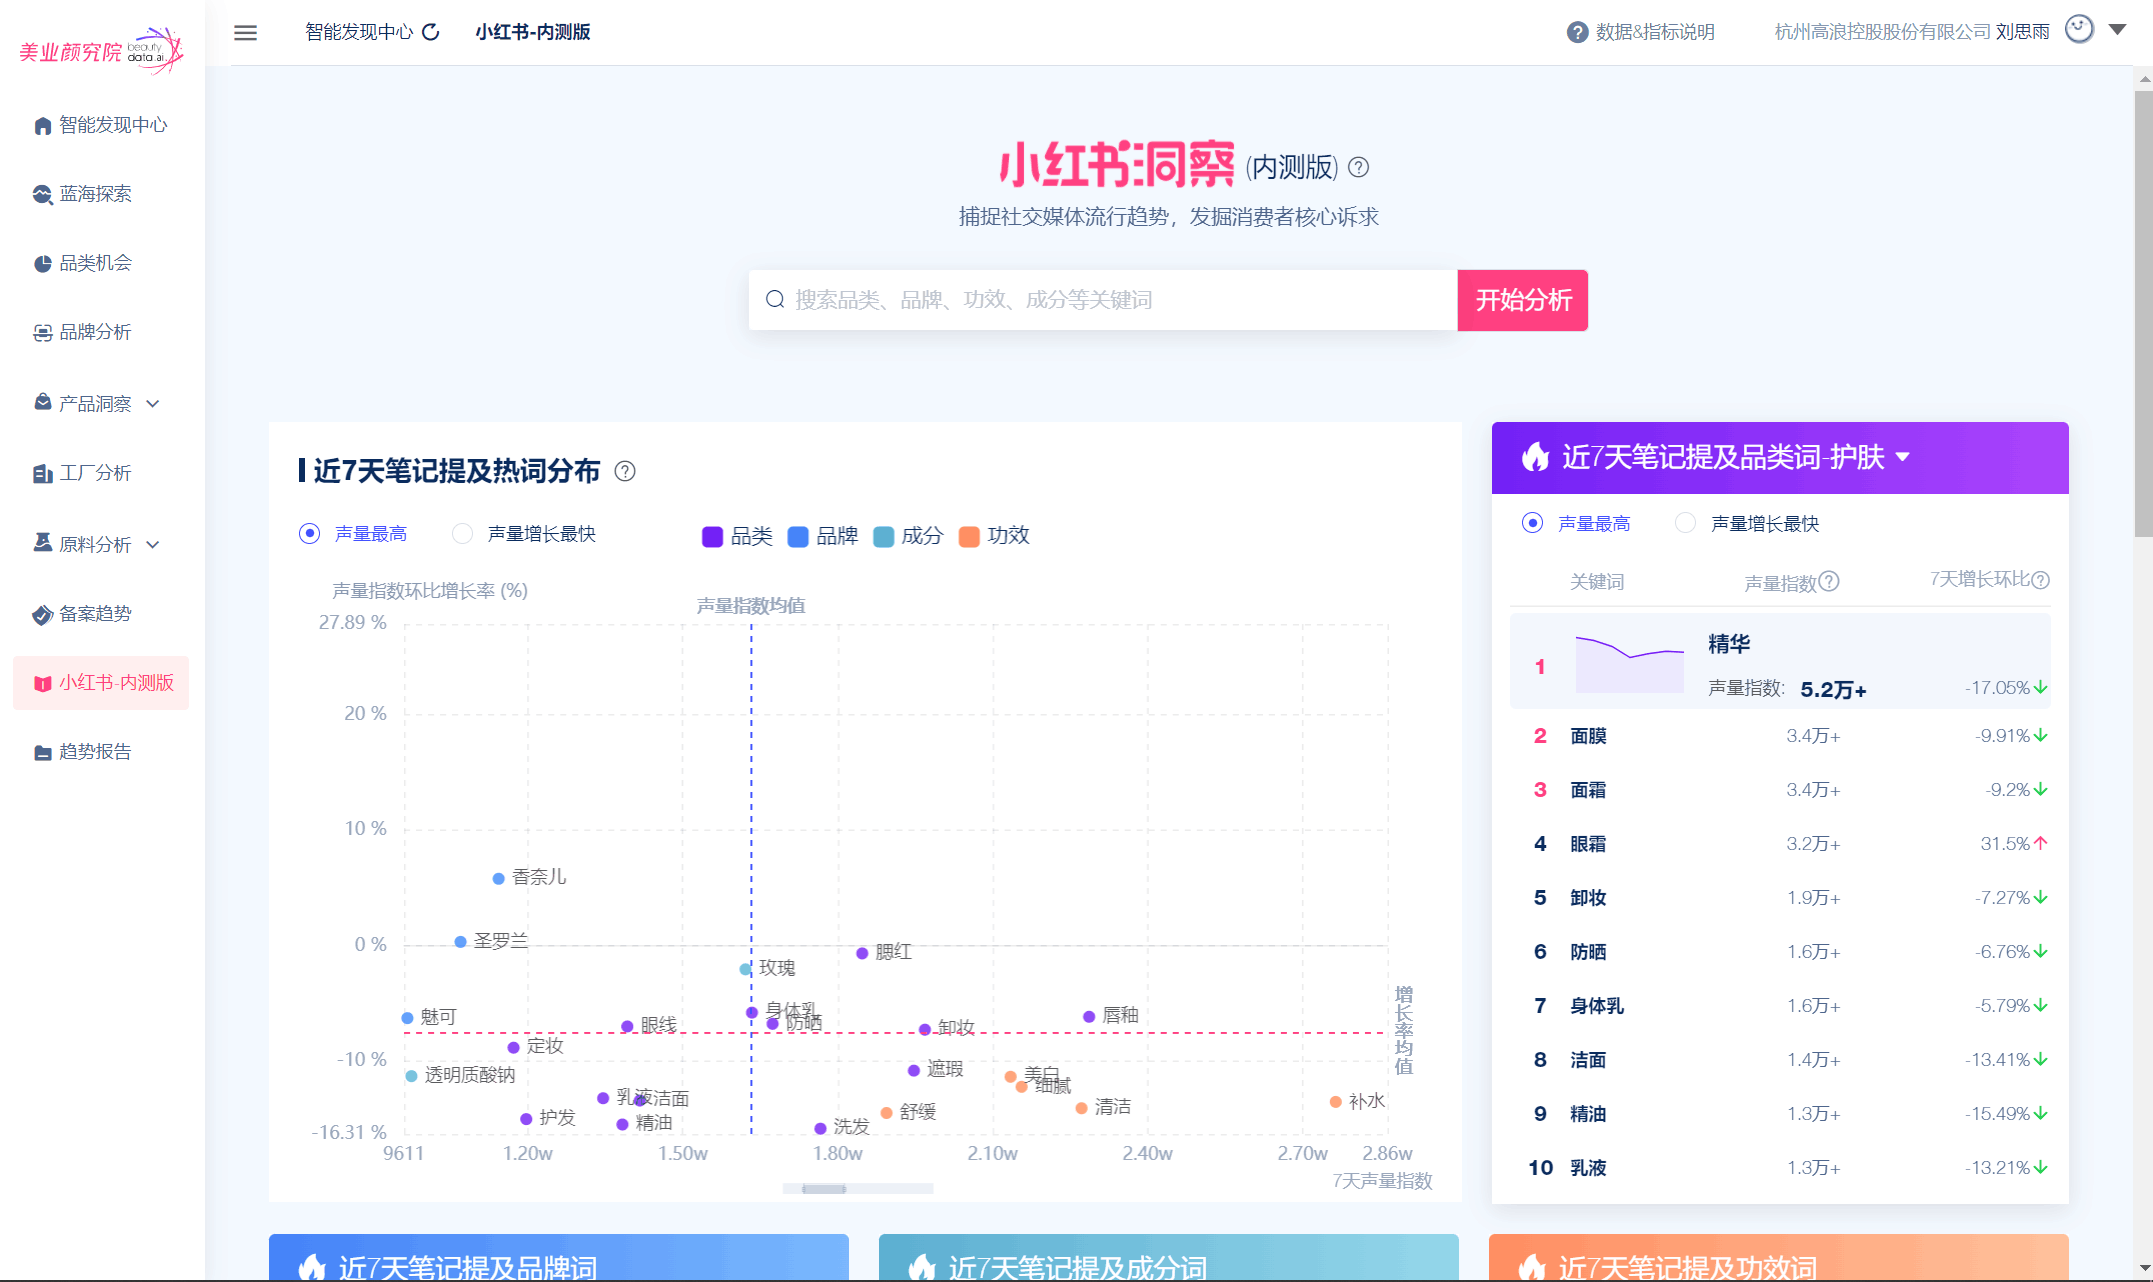 美业颜究院 beauty data.ai
智能发现中心
小红书-内测版
数据&指标说明
杭州高浪控股股份有限公司 刘思雨
智能发现中心
蓝海探索
品类机会
品牌分析
产品洞察
工厂分析
原料分析
备案趋势
小红书-内测版
趋势报告
小红书洞察 (内测版)
捕捉社交媒体流行趋势，发掘消费者核心诉求
搜索品类、品牌、功效、成分等关键词
开始分析
近7天笔记提及热词分布
声量最高
声量增长最快
品类
品牌
成分
功效
声量指数环比增长率 (%)
声量指数均值
27.89 %
20 %
10 %
0 %
-10 %
-16.31 %
香奈儿
圣罗兰
腮红
玫瑰
身体乳
防晒
魅可
眼线
卸妆
唇釉
定妆
遮瑕
美白
细腻
透明质酸钠
乳液
洁面
清洁
补水
护发
精油
舒缓
洗发
增长率均值
9611
1.20w
1.50w
1.80w
2.10w
2.40w
2.70w
2.86w
7天声量指数
近7天笔记提及品类词-护肤
声量最高
声量增长最快
关键词 声量指数 7天增长环比
1 精华 声量指数: 5.2万+ -17.05%
2 面膜 3.4万+ -9.91%
3 面霜 3.4万+ -9.2%
4 眼霜 3.2万+ 31.5%
5 卸妆 1.9万+ -7.27%
6 防晒 1.6万+ -6.76%
7 身体乳 1.6万+ -5.79%
8 洁面 1.4万+ -13.41%
9 精油 1.3万+ -15.49%
10 乳液 1.3万+ -13.21%
近7天笔记提及品牌词
近7天笔记提及成分词
近7天笔记提及功效词